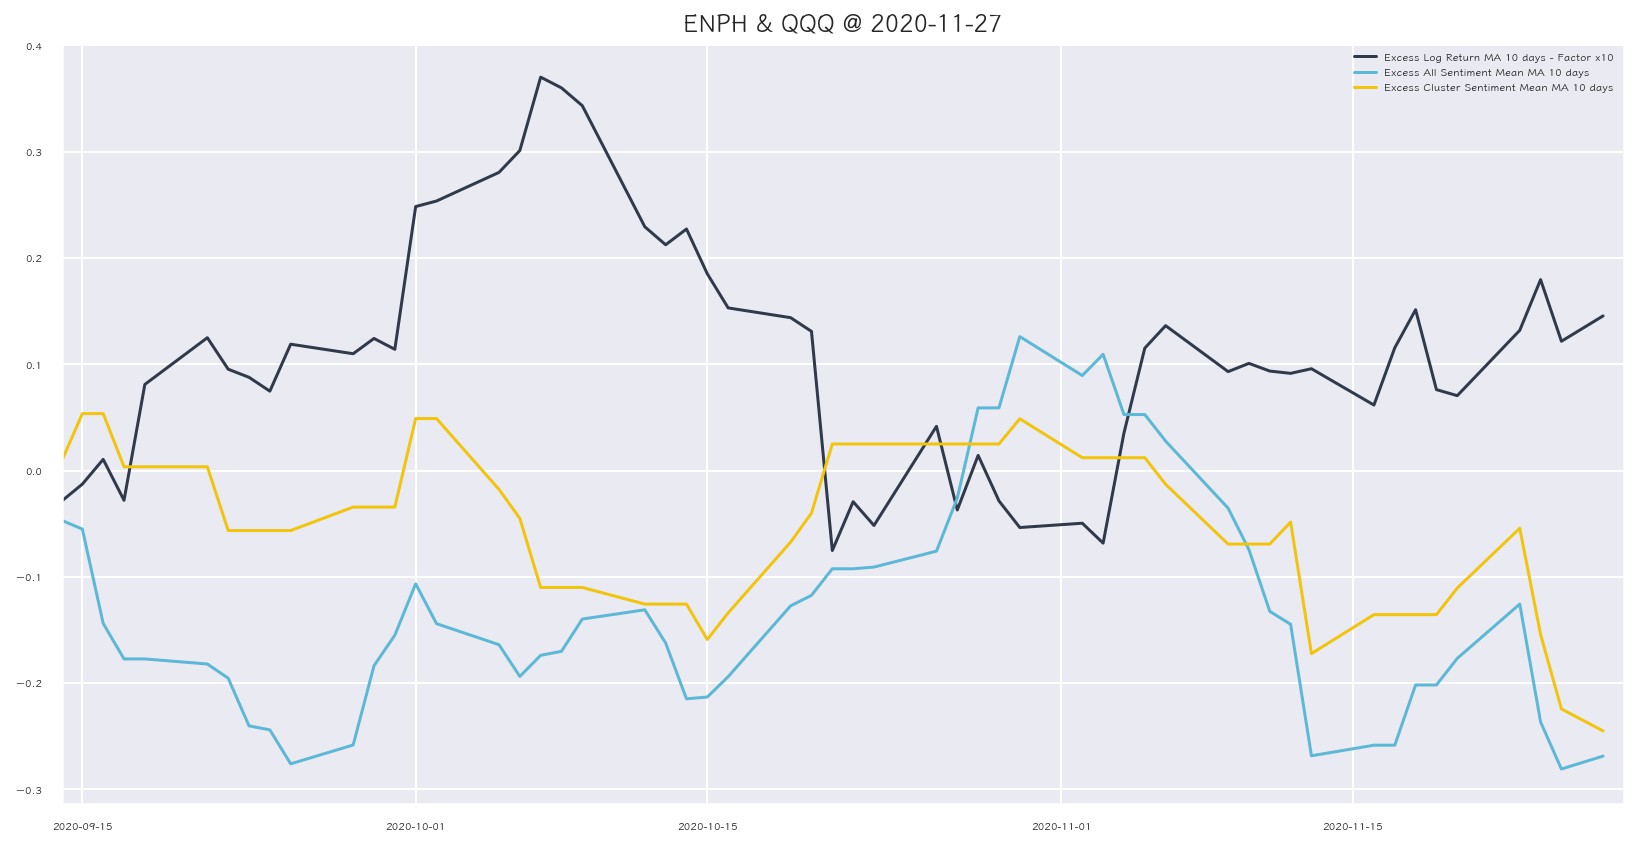 ENPH & QQQ @ 2020-11-27
Excess Log Return MA 10 days - Factor x10
Excess All Sentiment Mean MA 10 days
Excess Cluster Sentiment Mean MA 10 days
0.4
0.3
0.2
0.1
0.0
−0.1
−0.2
−0.3
2020-09-15 2020-10-01 2020-10-15 2020-11-01 2020-11-15